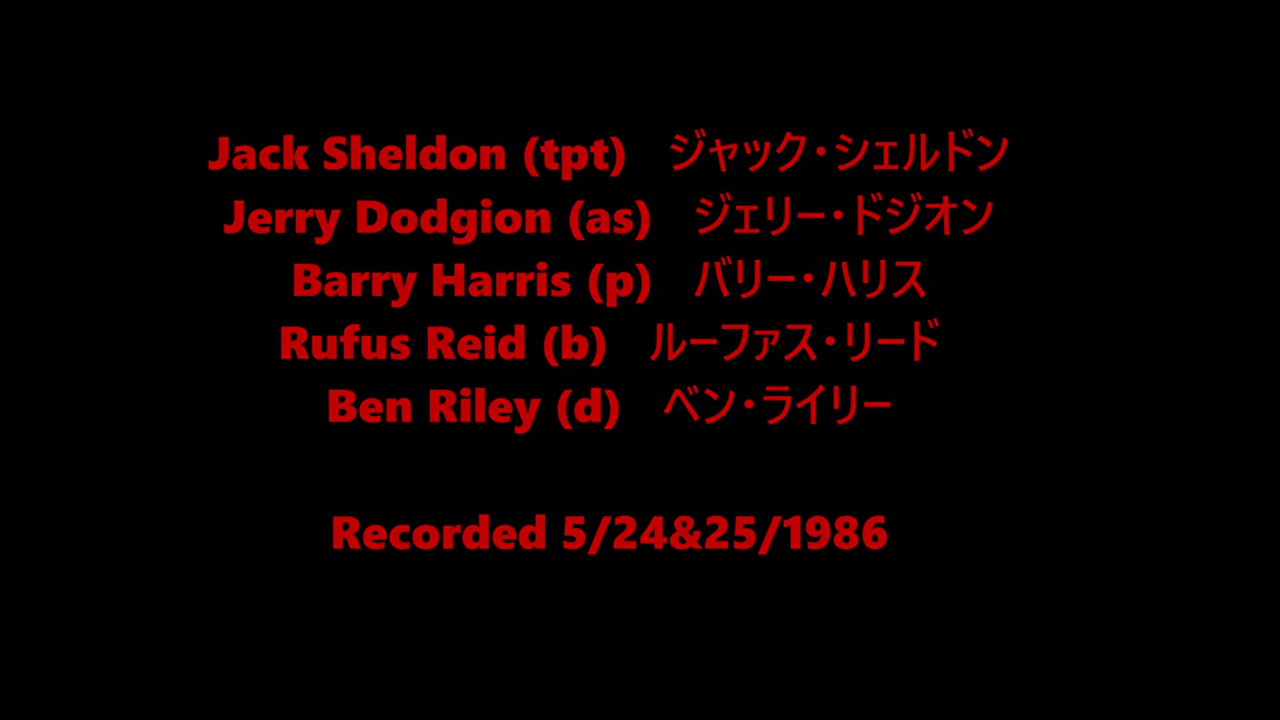 Jack Sheldon (tpt)　ジャック・シェルドン
Jerry Dodgion (as)　ジェリー・ドジオン
Barry Harris (p)　バリー・ハリス
Rufus Reid (b)　ルーファス・リード
Ben Riley (d)　ベン・ライリー
Recorded 5/24&25/1986